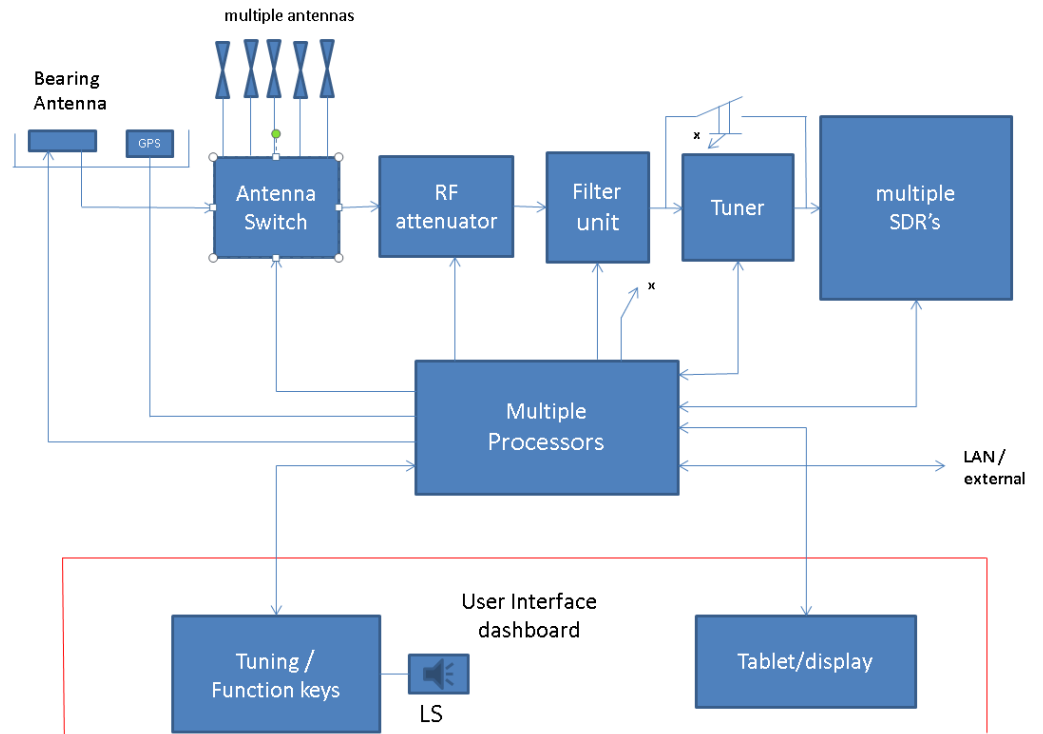 multiple antennas
Bearing
Antenna
GPS
Antenna
Switch
RF
attenuator
Filter
unit
x
Tuner
multiple
SDR's
x
Multiple
Processors
LAN /
external
User Interface
dashboard
Tuning /
Function keys
LS
Tablet/display